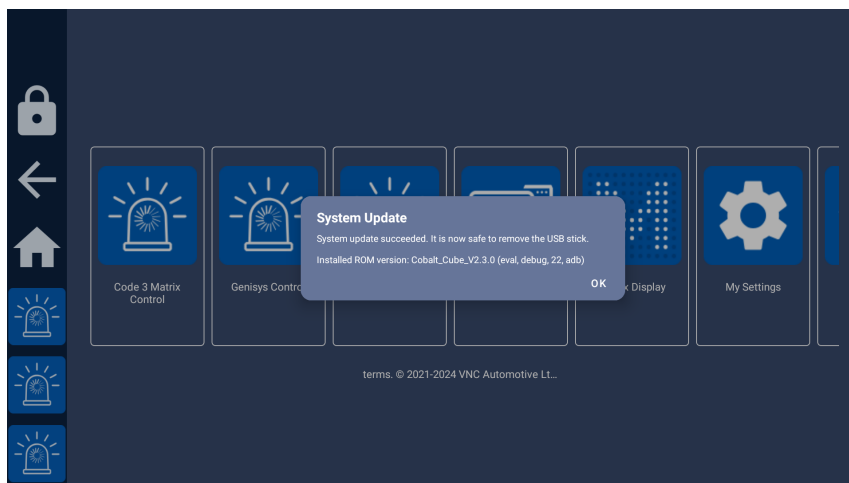 System Update
System update succeeded. It is now safe to remove the USB stick.
Installed ROM version: Cobalt_Cube_V2.3.0 (eval, debug, 22, adb)
OK
Code 3 Matrix
Control
Genisys Contro
x Display
My Settings
terms. © 2021-2024 VNC Automotive Lt...